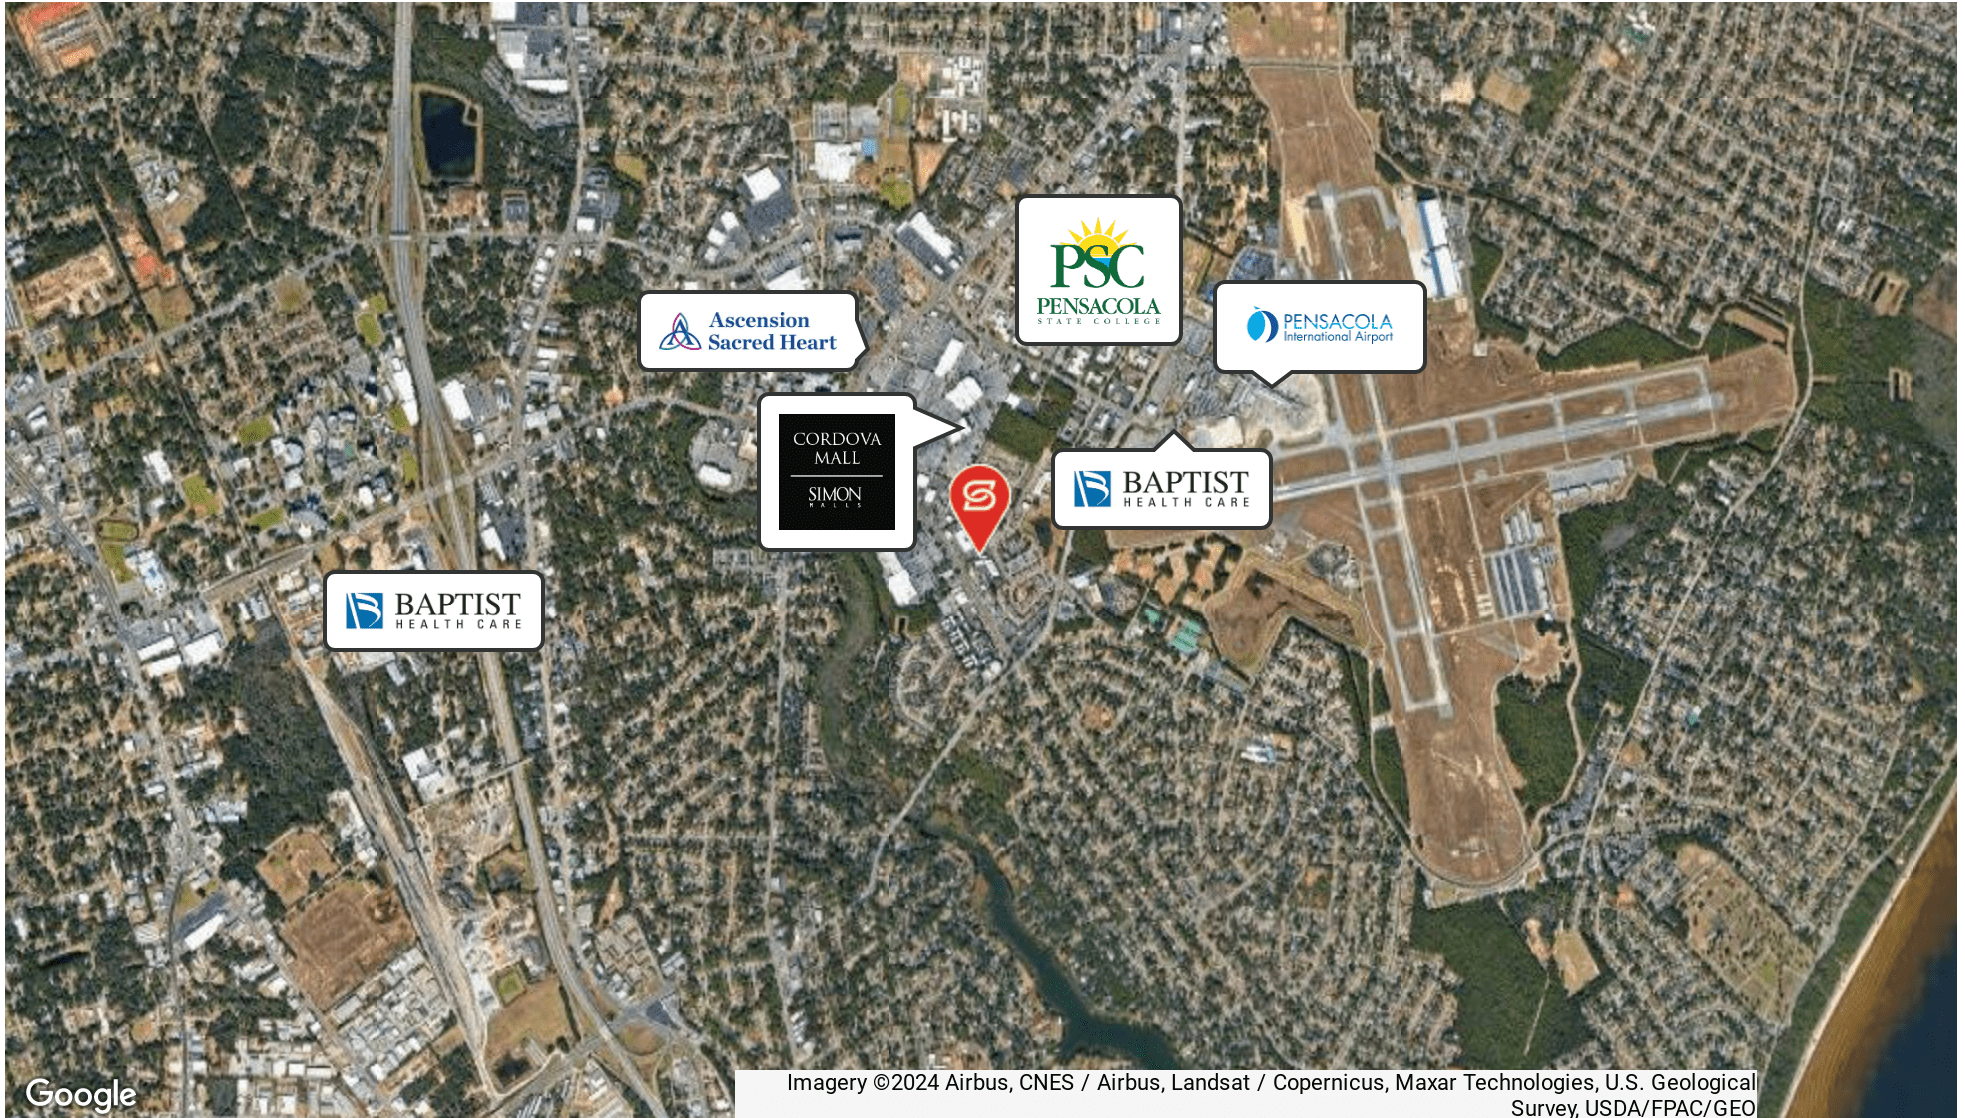 PSC
PENSACOLA
STATE COLLEGE
Ascension
Sacred Heart
PENSACOLA
International Airport
CORDOVA
MALL
SIMON
MALLS
BAPTIST
HEALTH CARE
BAPTIST
HEALTH CARE
Google
Imagery ©2024 Airbus, CNES / Airbus, Landsat / Copernicus, Maxar Technologies, U.S. Geological
Survey, USDA/FPAC/GEO